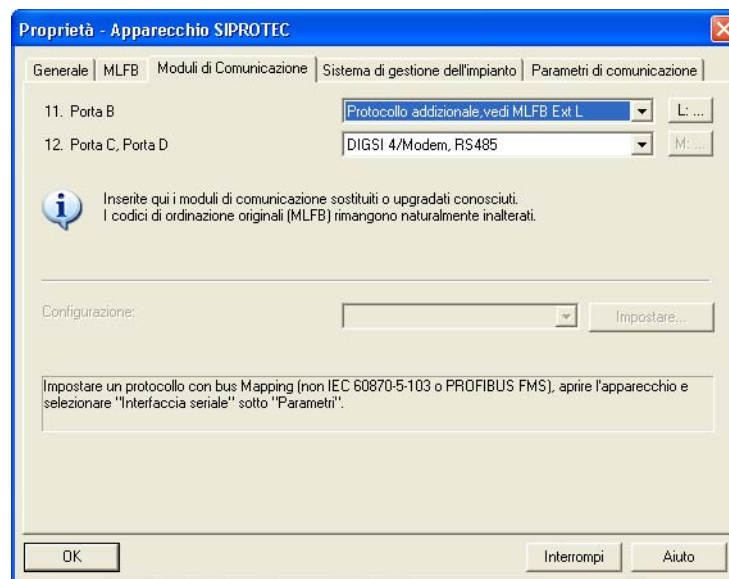 Proprietà - Apparecchio SIPROTEC
Generale MLFB Moduli di Comunicazione Sistema di gestione dell'impianto Parametri di comunicazione
11. Porta B Protocollo addizionale,vedi MLFB Ext L L: ...
12. Porta C, Porta D DIGSI 4/Modem, RS485 M: ...
Inserite qui i moduli di comunicazione sostituiti o upgradati conosciuti.
I codici di ordinazione originali (MLFB) rimangono naturalmente inalterati.
Configurazione: Impostare...
Impostare un protocollo con bus Mapping (non IEC 60870-5-103 o PROFIBUS FMS), aprire l'apparecchio e
selezionare "Interfaccia seriale" sotto "Parametri".
OK Interrompi Aiuto